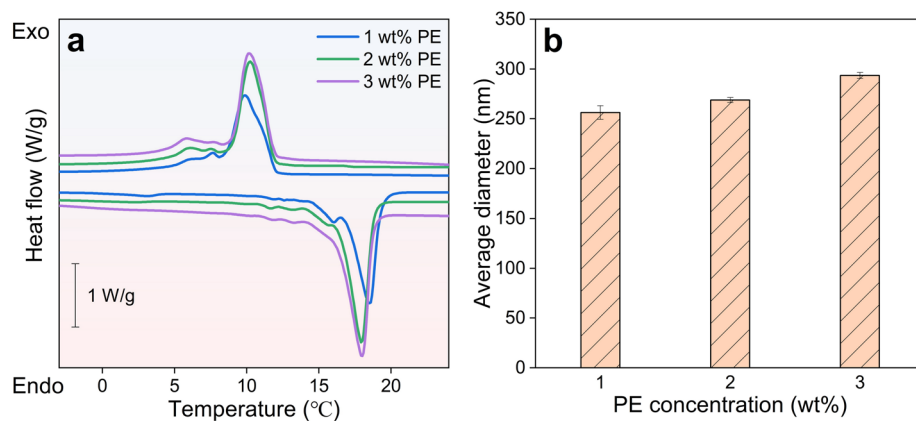 Exo
a
1 wt% PE
2 wt% PE
3 wt% PE
Heat flow (W/g)
1 W/g
Endo
0 5 10 15 20
Temperature (℃)
b
350
300
250
200
150
100
50
0
Average diameter (nm)
1 2 3
PE concentration (wt%)